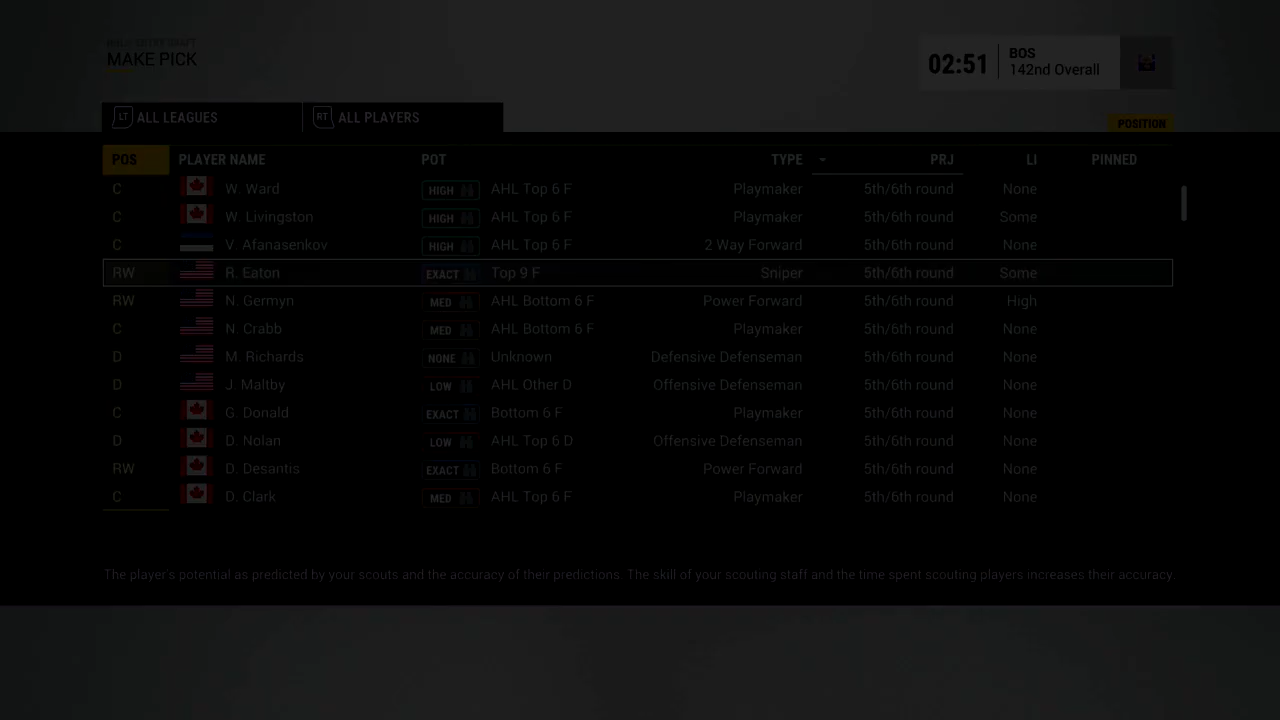 MAKE PICK
02:51
BOS
142nd Overall
LT ALL LEAGUES
RT ALL PLAYERS
POSITION
POS PLAYER NAME POT TYPE PRJ LI PINNED
C W. Ward HIGH AHL Top 6 F Playmaker 5th/6th round None
C W. Livingston HIGH AHL Top 6 F Playmaker 5th/6th round Some
C V. Afanasenkov HIGH AHL Top 6 F 2 Way Forward 5th/6th round None
RW R. Eaton EXACT Top 9 F Sniper 5th/6th round Some
RW N. Germyn MED AHL Bottom 6 F Power Forward 5th/6th round High
C N. Crabb MED AHL Bottom 6 F Playmaker 5th/6th round None
D M. Richards NONE Unknown Defensive Defenseman 5th/6th round None
D J. Maltby LOW AHL Other D Offensive Defenseman 5th/6th round None
C G. Donald EXACT Bottom 6 F Playmaker 5th/6th round None
D D. Nolan LOW AHL Top 6 D Offensive Defenseman 5th/6th round None
RW D. Desantis EXACT Bottom 6 F Power Forward 5th/6th round None
C D. Clark MED AHL Top 6 F Playmaker 5th/6th round None
The player's potential as predicted by your scouts and the accuracy of their predictions. The skill of your scouting staff and the time spent scouting players increases their accuracy.